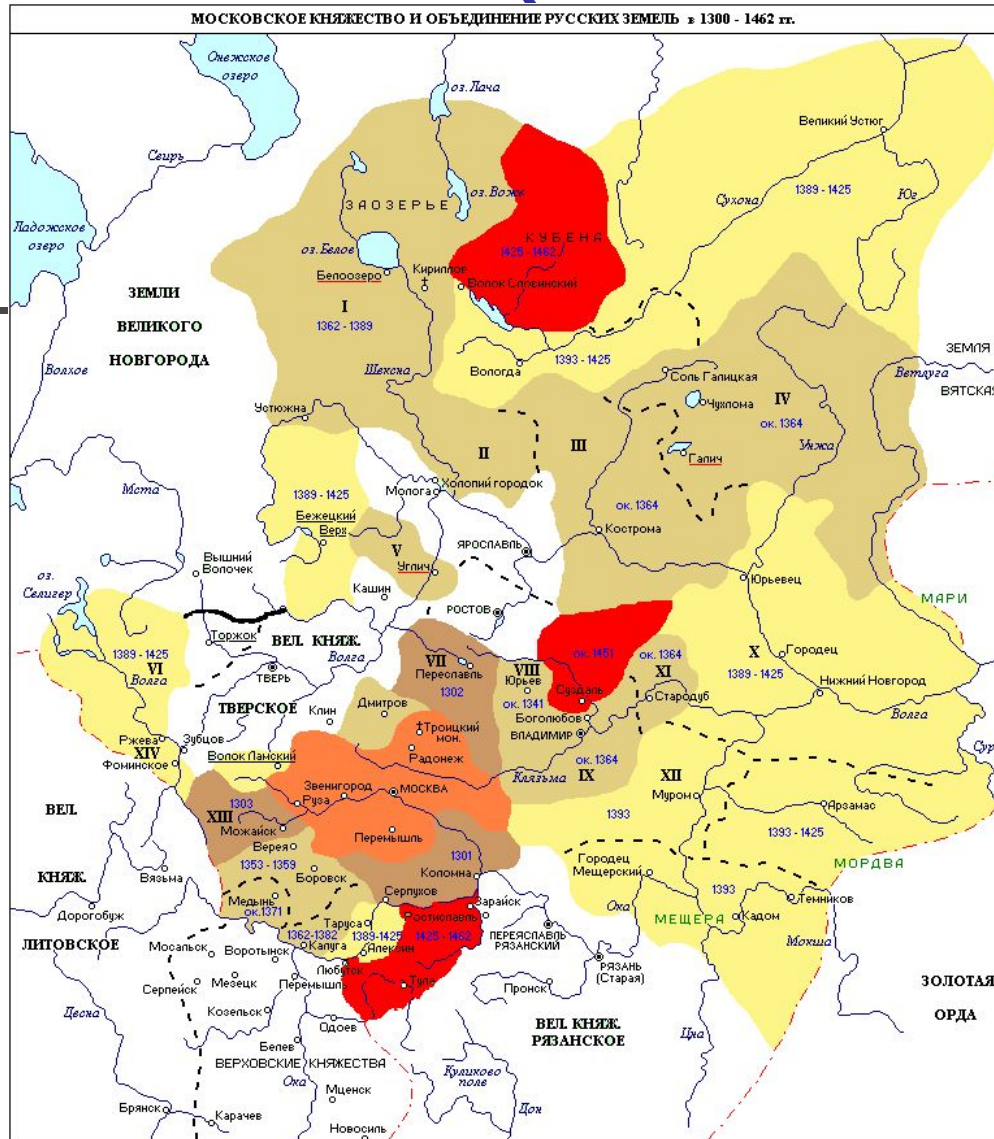 МОСКОВСКОЕ КНЯЖЕСТВО И ОБЪЕДИНЕНИЕ РУССКИХ ЗЕМЕЛЬ в 1300 - 1462 гг.
Онежское
озеро
оз. Лача
Великий Устюг
Свирь
1389 - 1425
Сухона
Юг
оз. Воже
ЗАОЗЕРЬЕ
Ладожское
озеро
КУБЕНА
1425 - 1462
оз. Белое
Кириллов
Белоозеро
Волок Словинский
ЗЕМЛИ
ВЕЛИКОГО
НОВГОРОДА
I
1362 - 1389
Волхов
Шексна
Вологда
1393 - 1425
Соль Галицкая
ЗЕМЛЯ
ВЯТСКАЯ
Ветлуга
Чухлома
IV
ок. 1364
Устюжна
II
III
Унжа
Галич
Мста
1389 - 1425
Холопий городок
Молога
ок. 1364
Бежецкий
Верх
Кострома
V
Углич
ЯРОСЛАВЛЬ
Вышний
Волочек
Кашин
Юрьевец
оз.
Селигер
МАРИ
РОСТОВ
Торжок
ВЕЛ. КНЯЖ.
Волга
1389 - 1425
VI
Волга
ТВЕРЬ
ТВЕРСКОЕ
VII
Переславль
1302
VIII
Юрьев
ок. 1341
ок. 1451
ок. 1364
XI
Суздаль
Стародуб
X
1389 - 1425
Городец
Нижний Новгород
Волга
Клин
Дмитров
Боголюбов
ВЛАДИМИР
Троицкий
мон.
Радонеж
Ржева
Зубцов
XIV
Фоминское
Волок Ламский
ок. 1364
Клязьма
IX
XII
Звенигород
Руза
МОСКВА
Муром
Арзамас
ВЕЛ.
КНЯЖ.
ЛИТОВСКОЕ
1303
XIII
Можайск
Перемышль
1393
1393 - 1425
Верея
1353 - 1359
Боровск
1301
Коломна
Городец
Мещерский
МОРДВА
Вязьма
Медынь
ок. 1371
Серпухов
1393
Темников
Дорогобуж
Таруса
Зарайск
Ока
МЕЩЕРА
Кадом
1362-1382
Калуга
1389-1425
Алексин
1425 - 1462
ПЕРЕЯСЛАВЛЬ
РЯЗАНСКИЙ
Мокша
Мосальск
Воротынск
Любутск
РЯЗАНЬ
(Старая)
ЗОЛОТАЯ
ОРДА
Серпейск
Мезецк
Перемышль
Тула
Пронск
Козельск
Одоев
ВЕЛ. КНЯЖ.
РЯЗАНСКОЕ
Цна
Белев
ВЕРХОВСКИЕ КНЯЖЕСТВА
Куликово
поле
Ока
Мценск
Дон
Брянск
Карачев
Новосиль